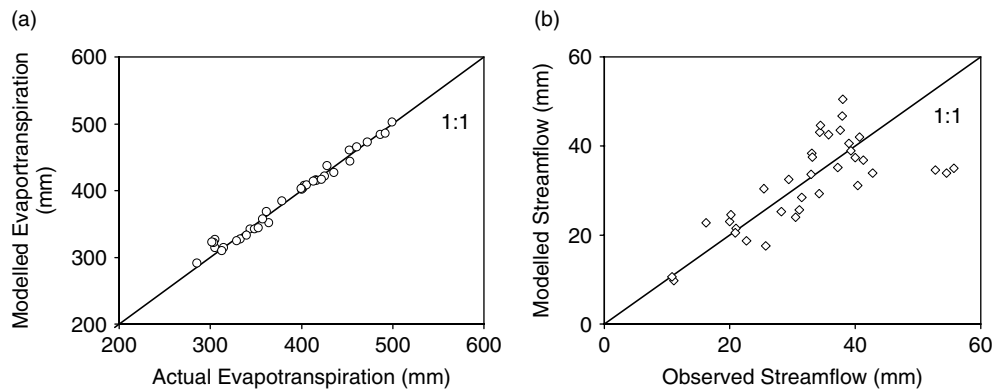 (a)
Modelled Evaportranspiration
(mm)
600
500
400
300
200
1:1
200 300 400 500 600
Actual Evapotranspiration (mm)
(b)
Modelled Streamflow (mm)
60
40
20
0
1:1
0 20 40 60
Observed Streamflow (mm)